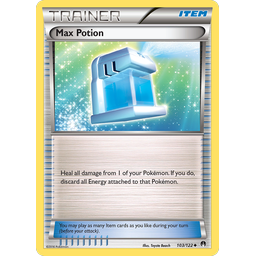 TRAINER ITEM
Max Potion
Heal all damage from 1 of your Pokémon. If you do,
discard all Energy attached to that Pokémon.
You may play as many Item cards as you like during your turn
(before your attack).
Illus. Toyste Beach 103/122